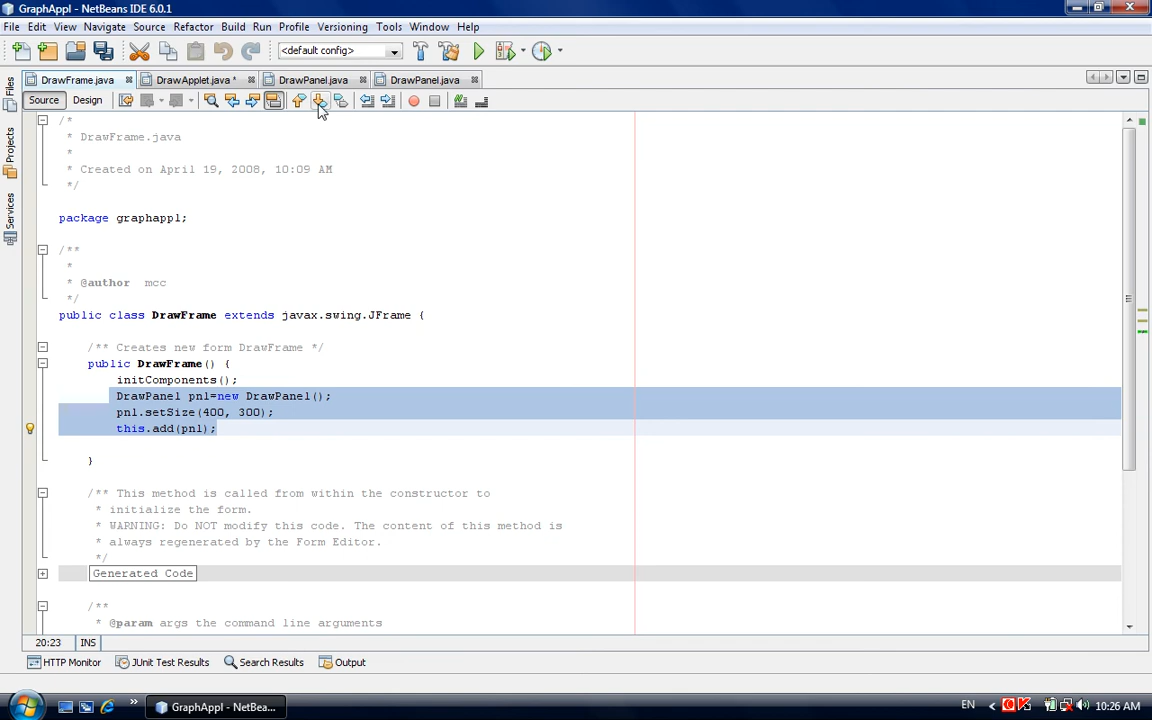 GraphAppl - NetBeans IDE 6.0.1
File Edit View Navigate Source Refactor Build Run Profile Versioning Tools Window Help
<default config>
DrawFrame.java DrawApplet.java * DrawPanel.java DrawPanel.java
Source Design
Files
Projects
Services
/*
* DrawFrame.java
*
* Created on April 19, 2008, 10:09 AM
*/
package graphappl;
/**
*
* @author mcc
*/
public class DrawFrame extends javax.swing.JFrame {
/** Creates new form DrawFrame */
public DrawFrame() {
initComponents();
DrawPanel pnl=new DrawPanel();
pnl.setSize(400, 300);
this.add(pnl);
}
/** This method is called from within the constructor to
* initialize the form.
* WARNING: Do NOT modify this code. The content of this method is
* always regenerated by the Form Editor.
*/
Generated Code
/**
* @param args the command line arguments
20:23 INS
HTTP Monitor JUnit Test Results Search Results Output
» GraphAppl - NetBea... EN < 10:26 AM